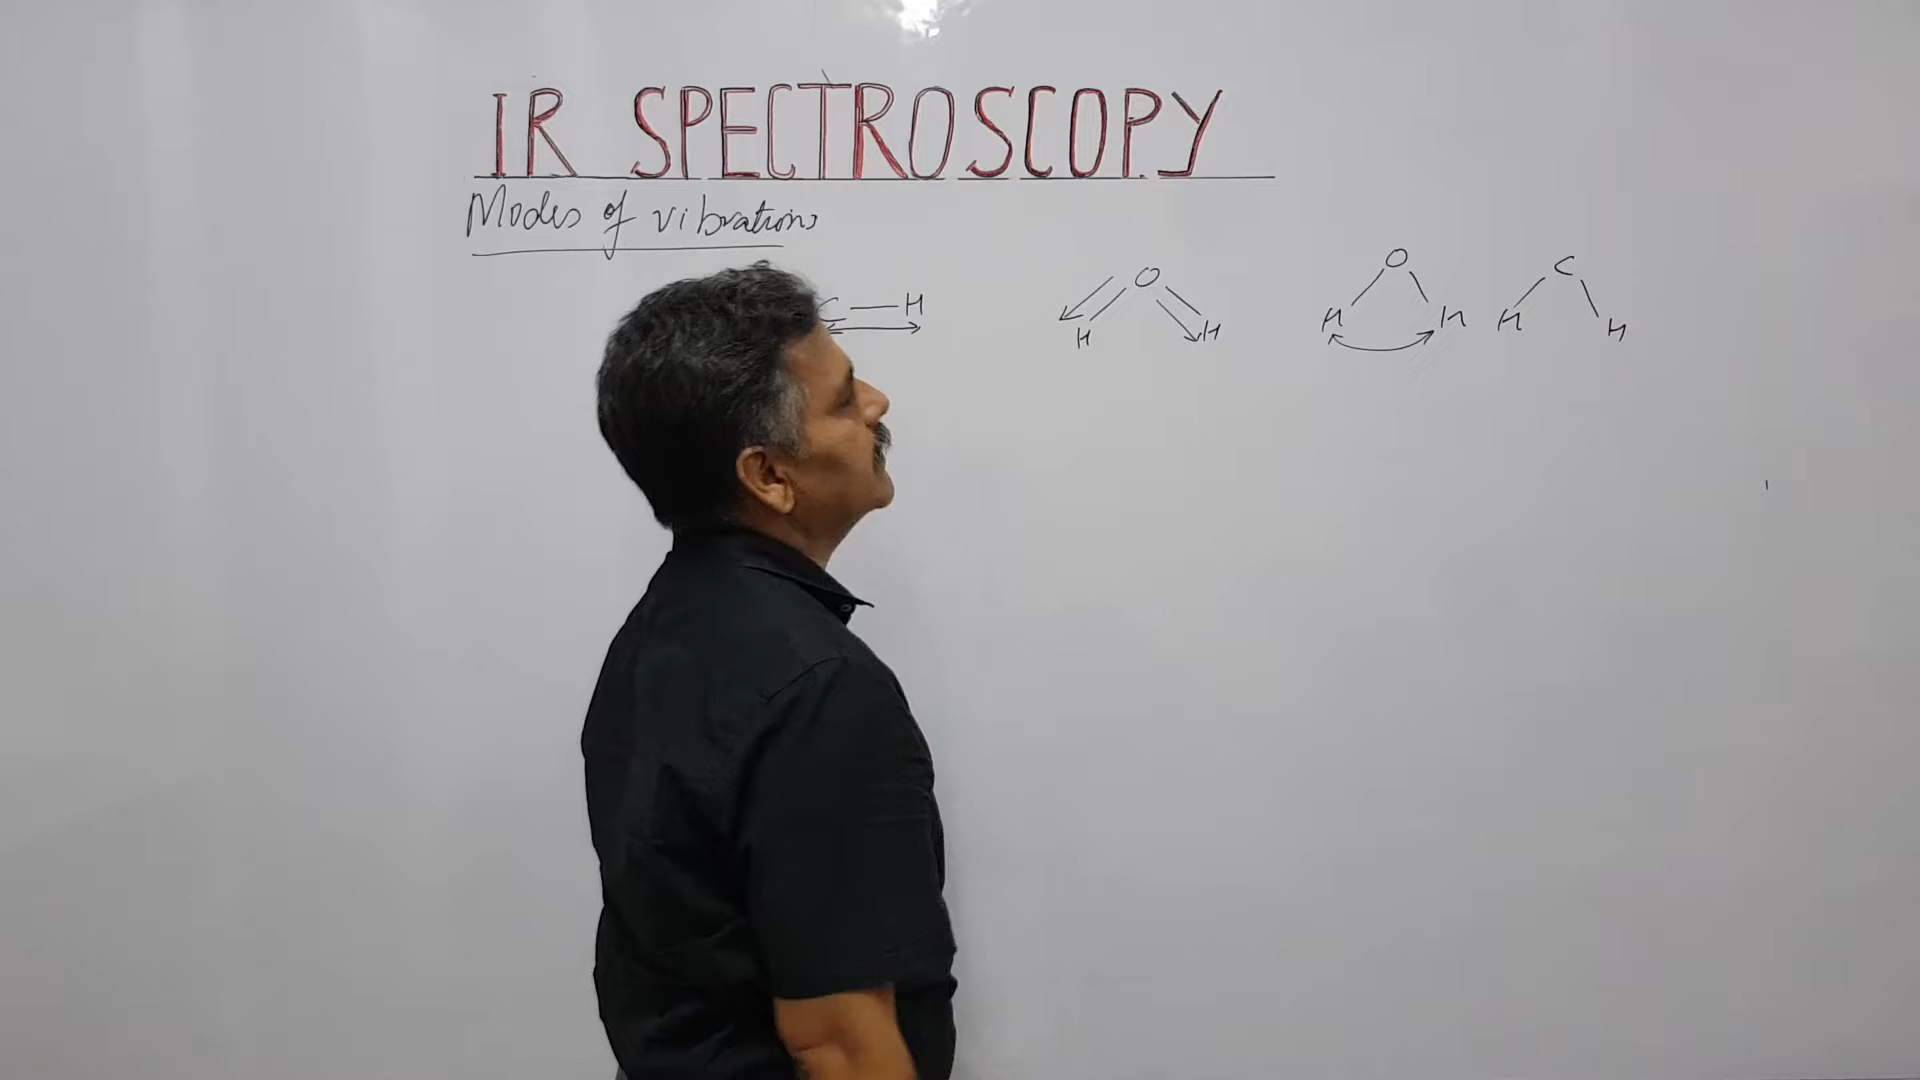 IR SPECTROSCOPY
Modes of vibrations
C — H
O
H H
O
H H
C
H H